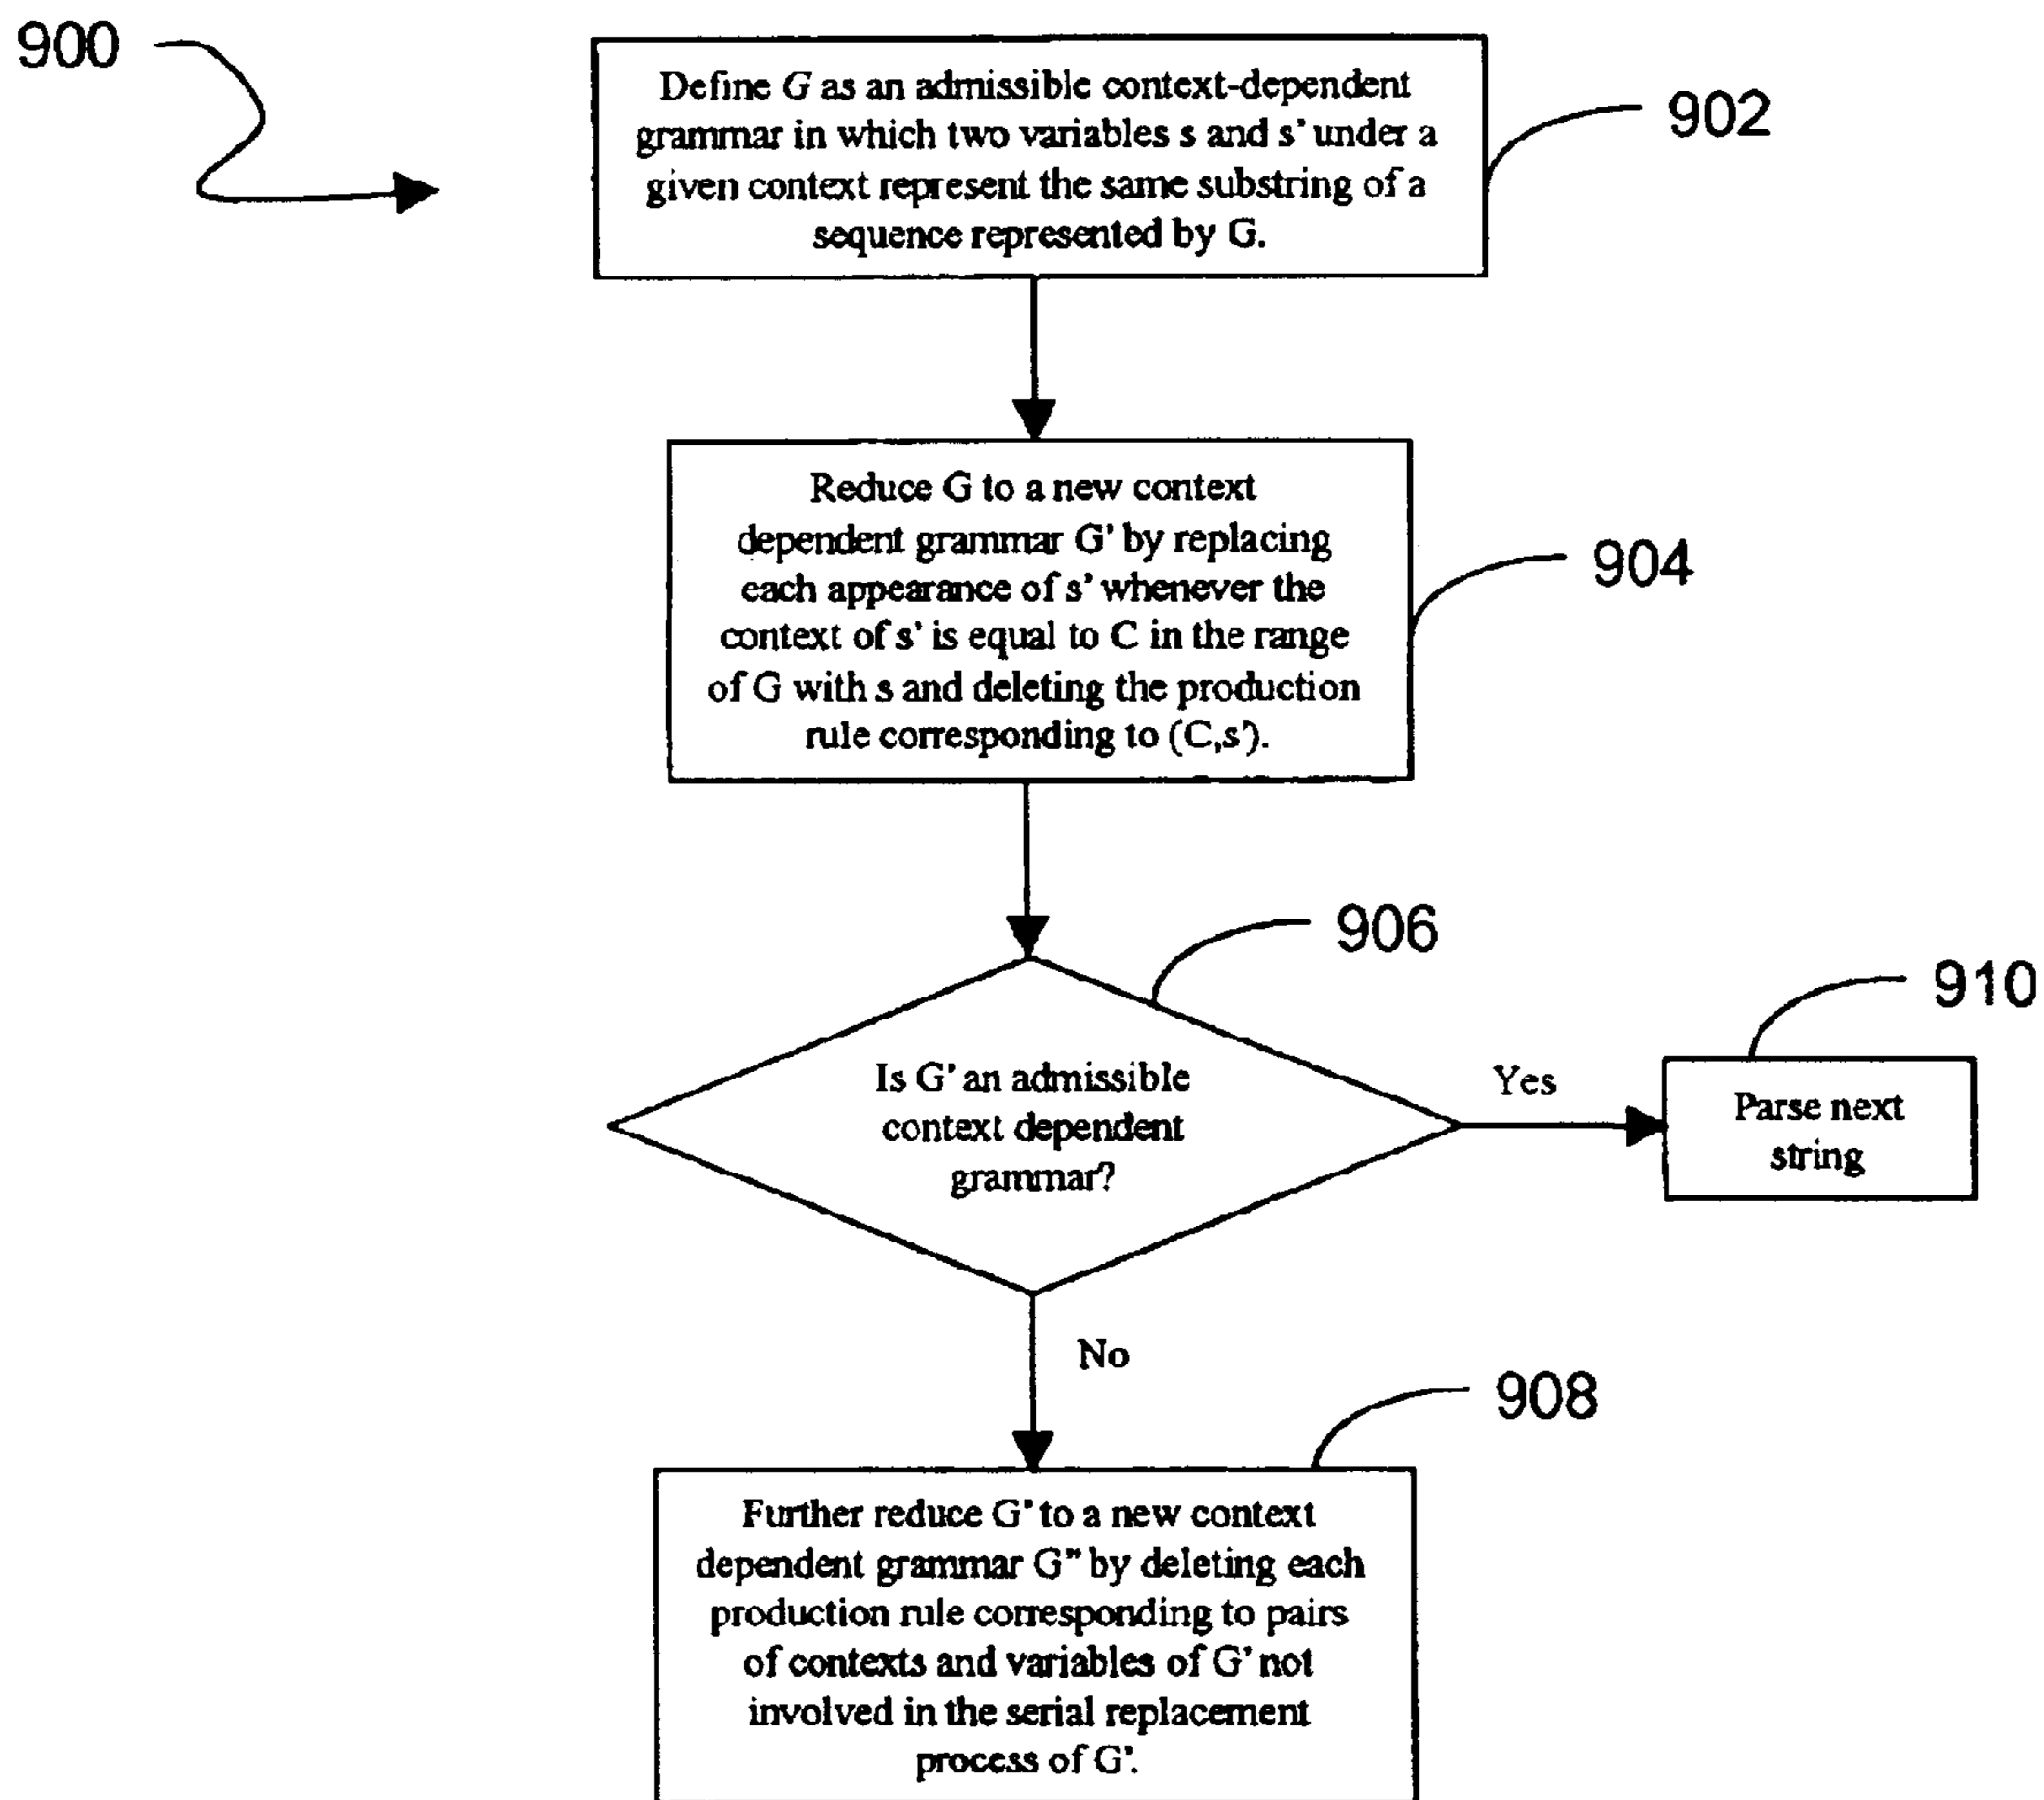 900
Define G as an admissible context-dependent
grammar in which two variables s and s' under a
given context represent the same substring of a
sequence represented by G.
902
Reduce G to a new context
dependent grammar G' by replacing
each appearance of s' whenever the
context of s' is equal to C in the range
of G with s and deleting the production
rule corresponding to (C,s').
904
906
Is G' an admissible
context dependent
grammar?
Yes
910
Parse next
string
No
908
Further reduce G' to a new context
dependent grammar G" by deleting each
production rule corresponding to pairs
of contexts and variables of G' not
involved in the serial replacement
process of G'.